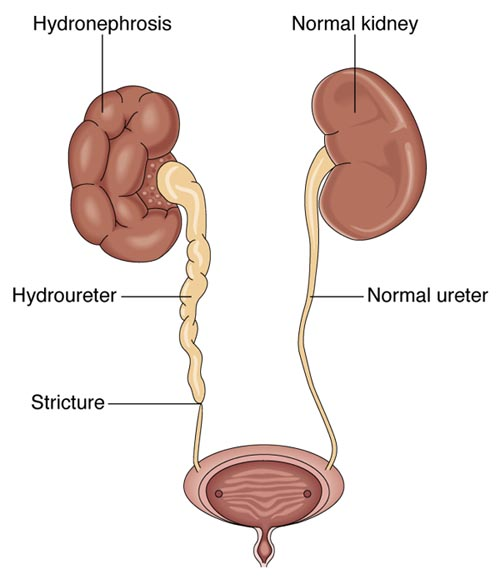 Hydronephrosis
Normal kidney
Hydroureter
Normal ureter
Stricture